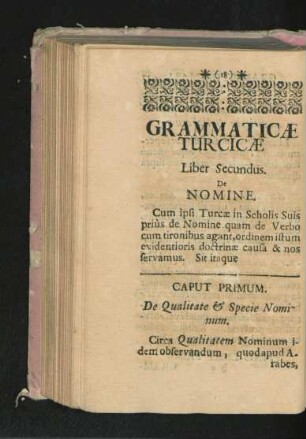 * (18) *
GRAMMATICÆ
TURCICÆ
Liber Secundus.
De
NOMINE.
Cum ipsi Turcæ in Scholis Suis
priùs de Nomine quam de Verbo
cum tironibus agant, ordinem istum
evidentioris doctrinæ causa & nos
servamus. Sit itaque
CAPUT PRIMUM.
De Qualitate & Specie Nomi-
num.
Circa Qualitatem Nominum i-
dem observandum, quod apud A-
rabes,